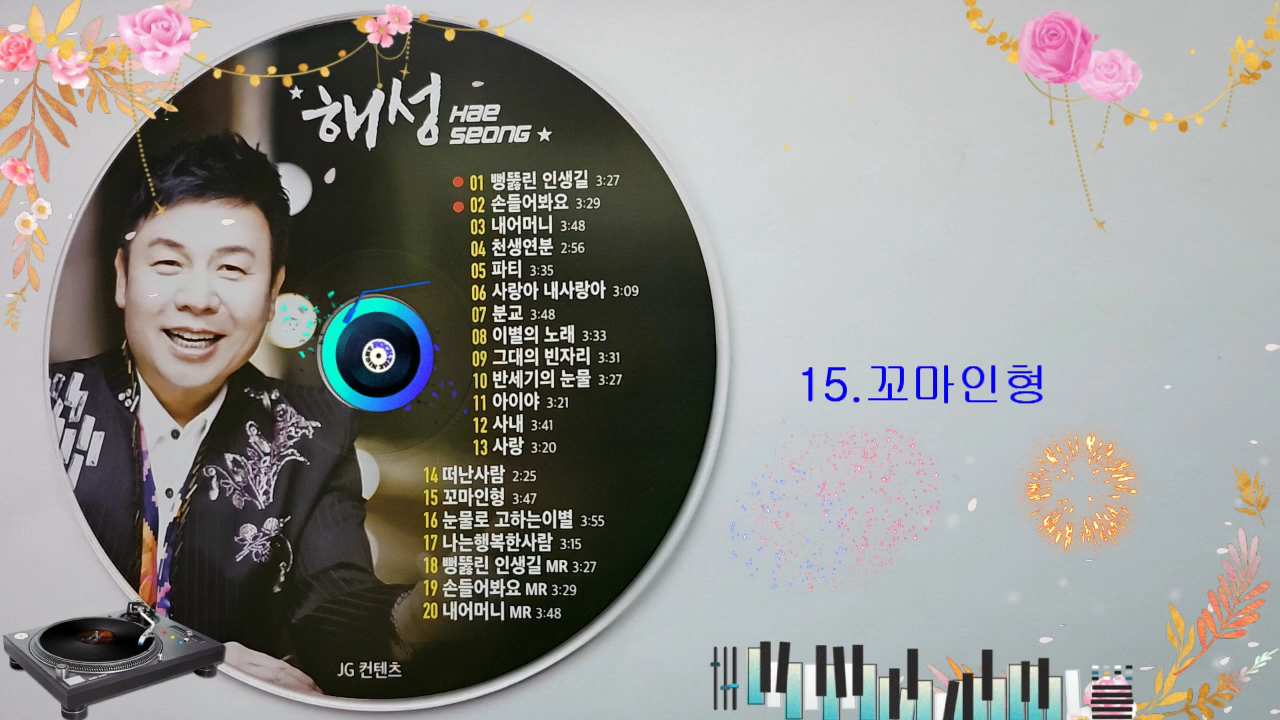 해성 HAE
SEONG
01 뻥뚫린 인생길 3:27
02 손들어봐요 3:29
03 내어머니 3:48
04 천생연분 2:56
05 파티 3:35
06 사랑아 내사랑아 3:09
07 분교 3:48
08 이별의 노래 3:33
09 그대의 빈자리 3:31
10 반세기의 눈물 3:27
11 아이야 3:21
12 사내 3:41
13 사랑 3:20
14 떠난사람 2:25
15 꼬마인형 3:47
16 눈물로 고하는이별 3:55
17 나는행복한사람 3:15
18 뻥뚫린 인생길 MR 3:27
19 손들어봐요 MR 3:29
20 내어머니 MR 3:48
JG 컨텐츠
15.꼬마인형